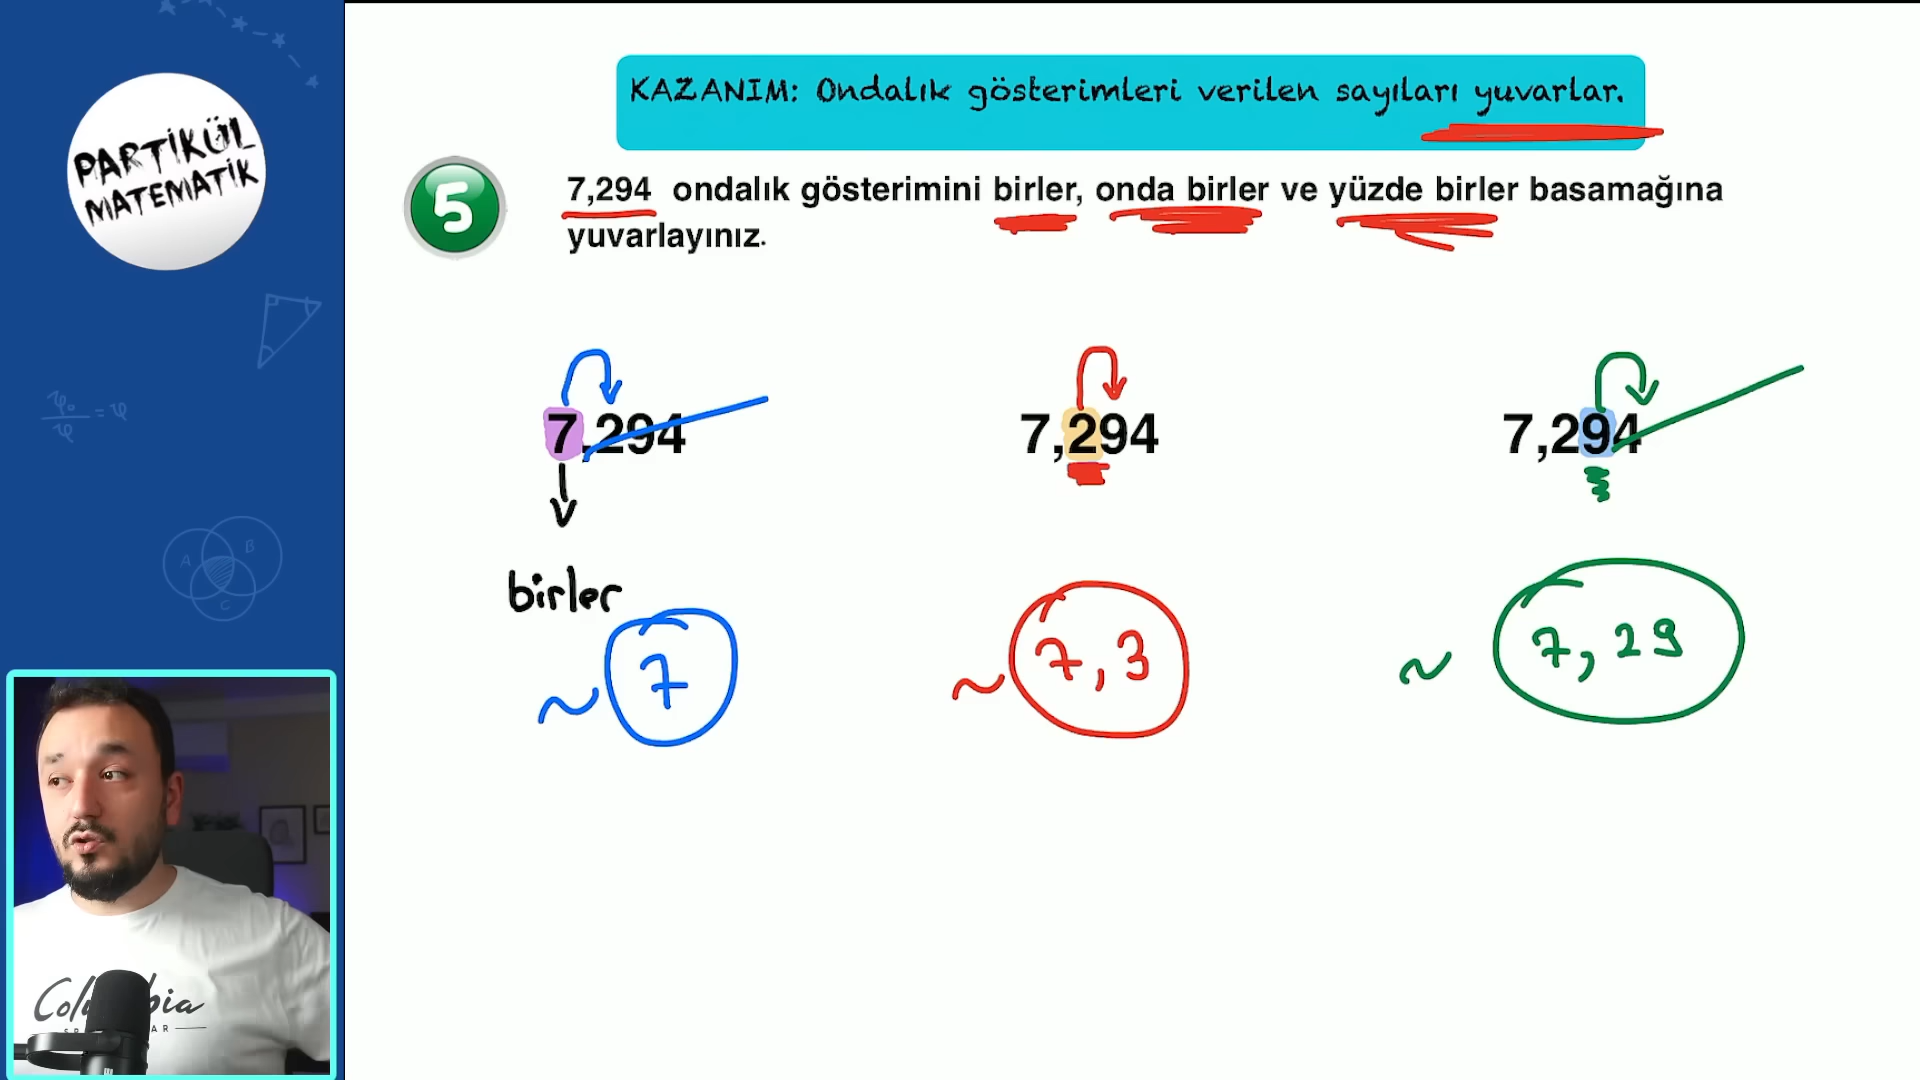 PARTİKÜL
MATEMATİK
KAZANIM: Ondalık gösterimleri verilen sayıları yuvarlar.
5
7,294 ondalık gösterimini birler, onda birler ve yüzde birler basamağına
yuvarlayınız.
7,294
7,294
7,294
birler
~ 7
~ 7,3
~ 7,29
A
B
C